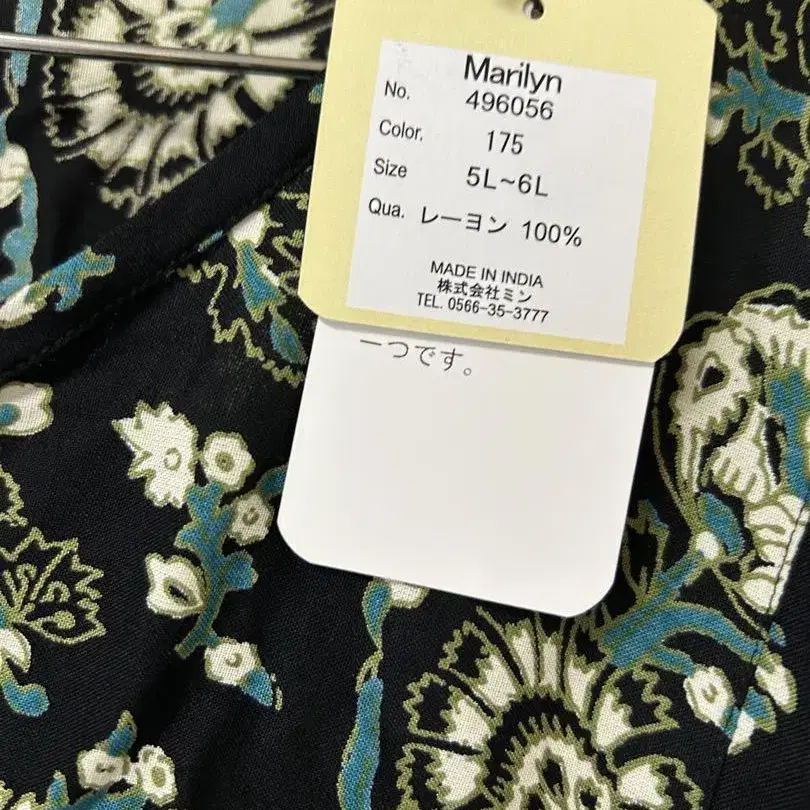 Marilyn
No. 496056
Color. 175
Size 5L~6L
Qua. レーヨン 100%
MADE IN INDIA
株式会社ミン
TEL. 0566-35-3777
一つです。